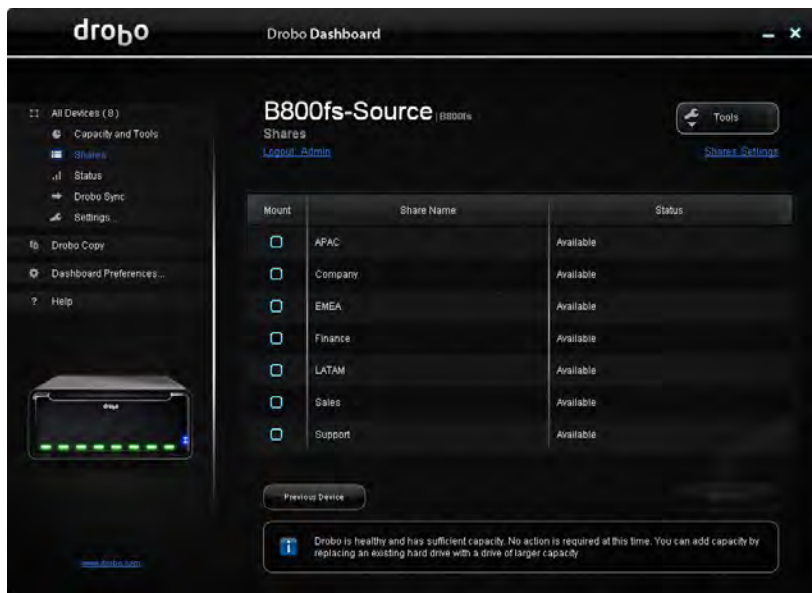 drobo
Drobo Dashboard
All Devices (8)
Capacity and Tools
Shares
Status
Drobo Sync
Settings...
Drobo Copy
Dashboard Preferences...
? Help
drobo
www.drobo.com
B800fs-Source | B800fs
Shares
Logout Admin
Tools
Shares Settings
Mount Share Name Status
APAC Available
Company Available
EMEA Available
Finance Available
LATAM Available
Sales Available
Support Available
Previous Device
Drobo is healthy and has sufficient capacity. No action is required at this time. You can add capacity by
replacing an existing hard drive with a drive of larger capacity